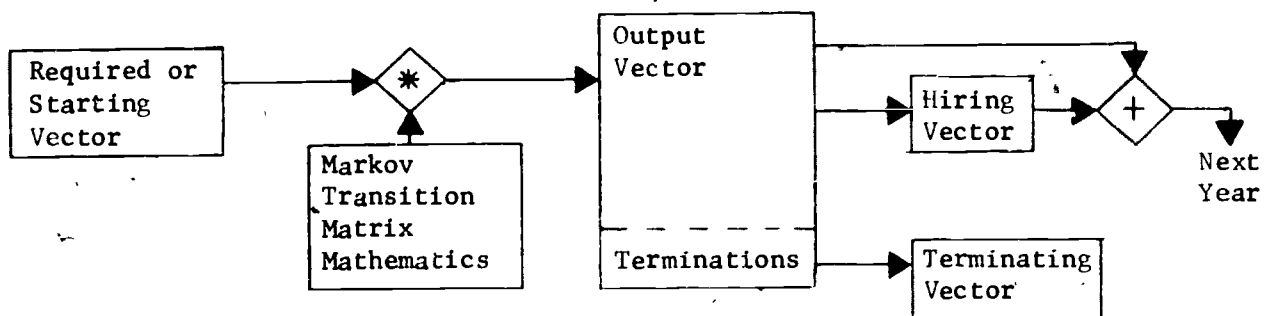 Required or
Starting
Vector
*
Markov
Transition
Matrix
Mathematics
Output
Vector
Terminations
Hiring
Vector
+
Next
Year
Terminating
Vector